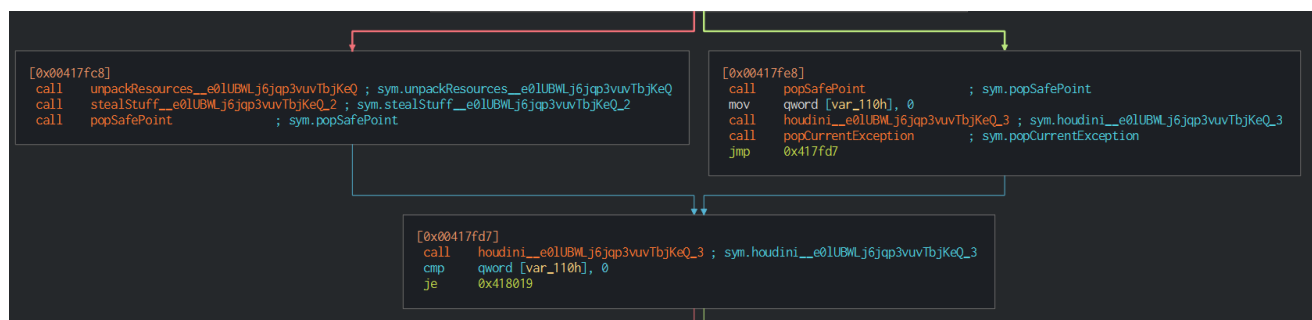 [0x00417fc8]
call unpackResources__e0lUBWLj6jqp3vuvTbjKeQ ; sym.unpackResources__e0lUBWLj6jqp3vuvTbjKeQ
call stealStuff__e0lUBWLj6jqp3vuvTbjKeQ_2 ; sym.stealStuff__e0lUBWLj6jqp3vuvTbjKeQ_2
call popSafePoint ; sym.popSafePoint
[0x00417fe8]
call popSafePoint ; sym.popSafePoint
mov qword [var_110h], 0
call houdini__e0lUBWLj6jqp3vuvTbjKeQ_3 ; sym.houdini__e0lUBWLj6jqp3vuvTbjKeQ_3
call popCurrentException ; sym.popCurrentException
jmp 0x417fd7
[0x00417fd7]
call houdini__e0lUBWLj6jqp3vuvTbjKeQ_3 ; sym.houdini__e0lUBWLj6jqp3vuvTbjKeQ_3
cmp qword [var_110h], 0
je 0x418019